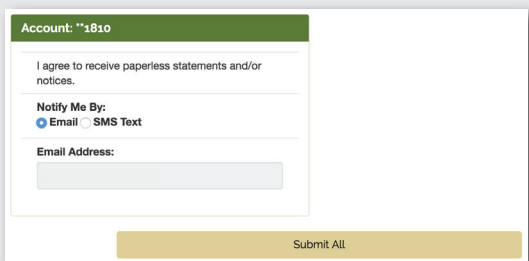 Account: **1810
I agree to receive paperless statements and/or
notices.
Notify Me By:
Email SMS Text
Email Address:
Submit All